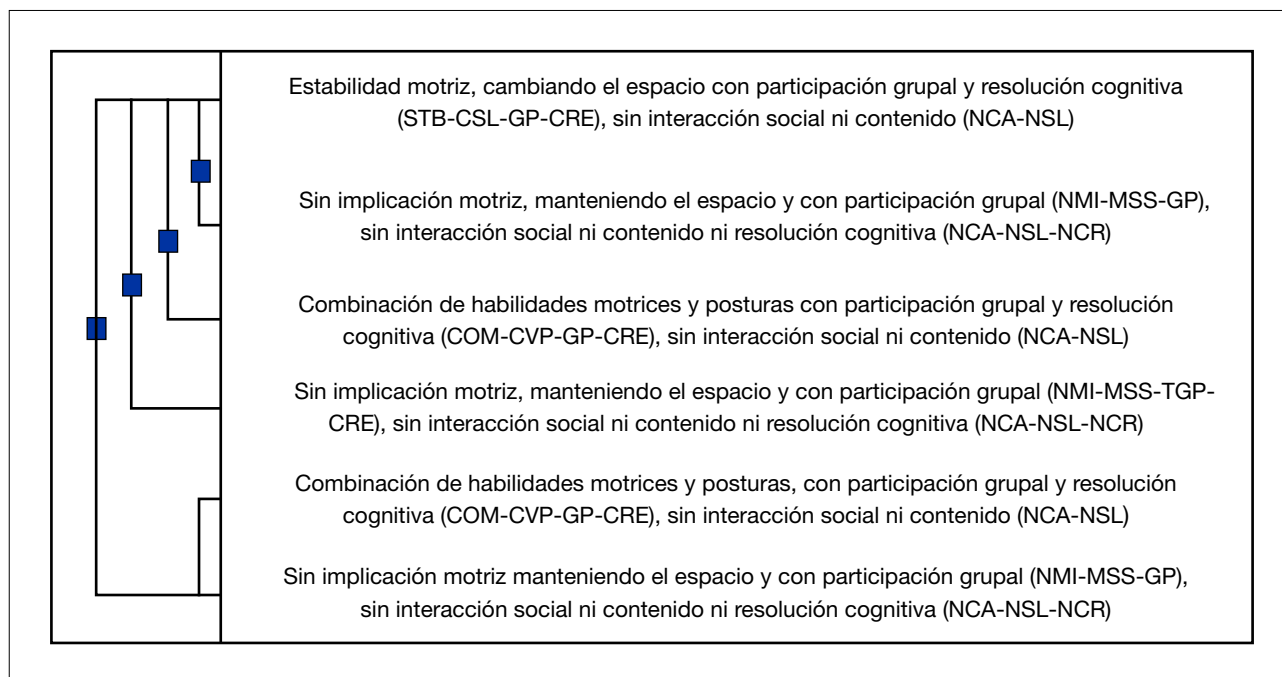 Estabilidad motriz, cambiando el espacio con participación grupal y resolución cognitiva
(STB-CSL-GP-CRE), sin interacción social ni contenido (NCA-NSL)
Sin implicación motriz, manteniendo el espacio y con participación grupal (NMI-MSS-GP),
sin interacción social ni contenido ni resolución cognitiva (NCA-NSL-NCR)
Combinación de habilidades motrices y posturas con participación grupal y resolución
cognitiva (COM-CVP-GP-CRE), sin interacción social ni contenido (NCA-NSL)
Sin implicación motriz, manteniendo el espacio y con participación grupal (NMI-MSS-TGP-
CRE), sin interacción social ni contenido ni resolución cognitiva (NCA-NSL-NCR)
Combinación de habilidades motrices y posturas, con participación grupal y resolución
cognitiva (COM-CVP-GP-CRE), sin interacción social ni contenido (NCA-NSL)
Sin implicación motriz manteniendo el espacio y con participación grupal (NMI-MSS-GP),
sin interacción social ni contenido ni resolución cognitiva (NCA-NSL-NCR)